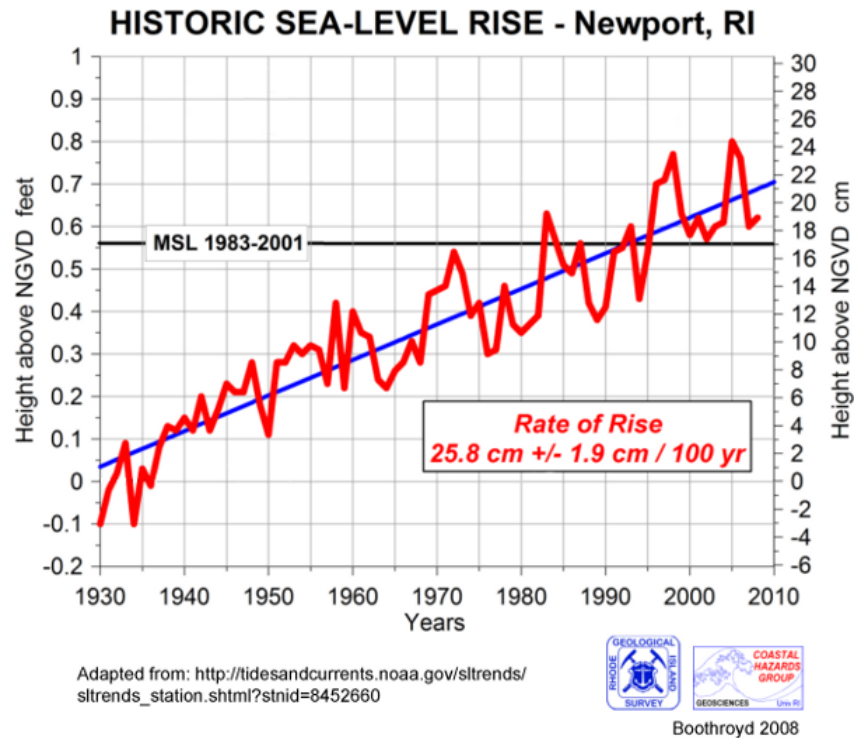 HISTORIC SEA-LEVEL RISE - Newport, RI
Height above NGVD feet
1
0.9
0.8
0.7
0.6
0.5
0.4
0.3
0.2
0.1
0
-0.1
-0.2
MSL 1983-2001
Rate of Rise
25.8 cm +/- 1.9 cm / 100 yr
30
28
26
24
22
20
18
16
14
12
10
8
6
4
2
0
-2
-4
-6
Height above NGVD cm
1930 1940 1950 1960 1970 1980 1990 2000 2010
Years
Adapted from: http://tidesandcurrents.noaa.gov/sltrends/
sltrends_station.shtml?stnid=8452660
RHODE
GEOLOGICAL
ISLAND
SURVEY
COASTAL
HAZARDS
GROUP
GEOSCIENCES Univ RI
Boothroyd 2008